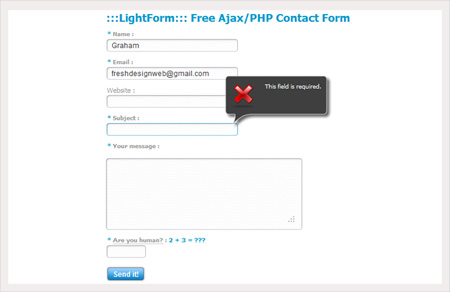 :::LightForm::: Free Ajax/PHP Contact Form
* Name :
Graham
* Email :
freshdesignweb@gmail.com
Website :
This field is required.
* Subject :
* Your message :
* Are you human? : 2 + 3 = ???
Send it!